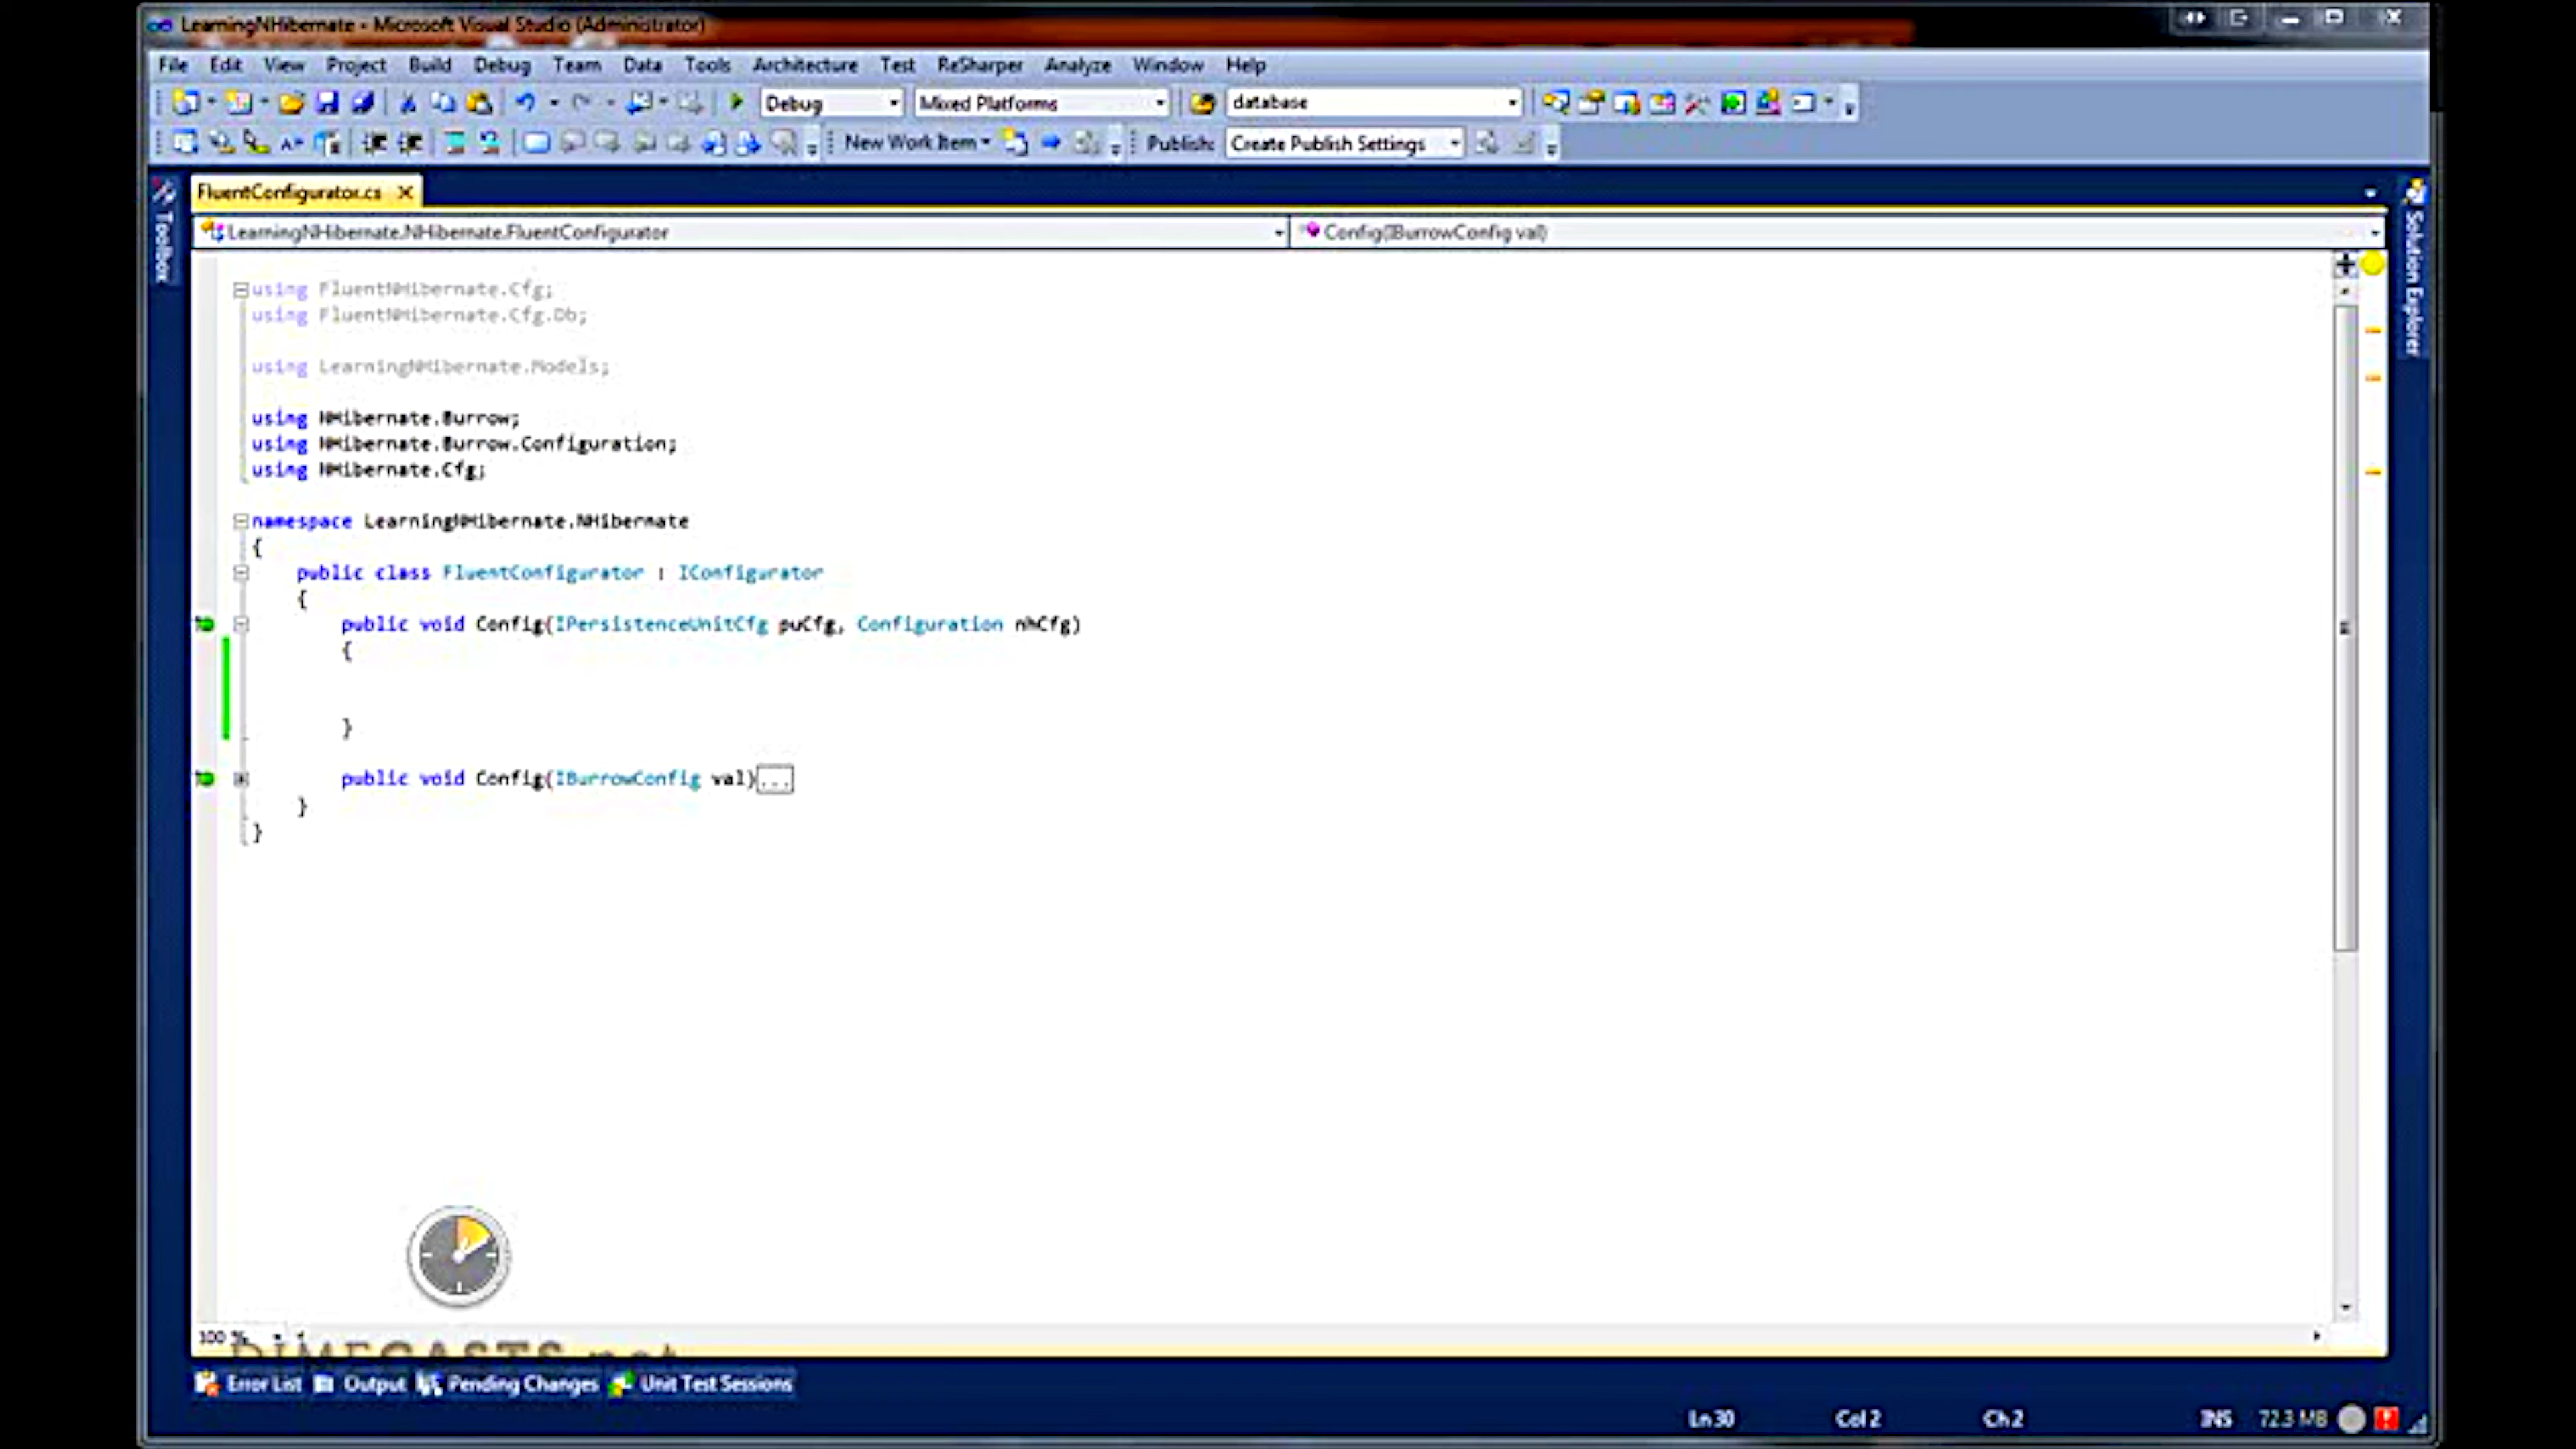 LearningNHibernate - Microsoft Visual Studio (Administrator)
File Edit View Project Build Debug Team Data Tools Architecture Test ReSharper Analyze Window Help
Debug Mixed Platforms database
New Work Item Publish: Create Publish Settings
Toolbox
FluentConfigurator.cs
Solution Explorer
LearningNHibernate.NHibernate.FluentConfigurator Config(IBurrowConfig val)
using FluentNHibernate.Cfg;
using FluentNHibernate.Cfg.Db;
using LearningNHibernate.Models;
using NHibernate.Burrow;
using NHibernate.Burrow.Configuration;
using NHibernate.Cfg;
namespace LearningNHibernate.NHibernate
{
public class FluentConfigurator : IConfigurator
{
public void Config(IPersistenceUnitCfg puCfg, Configuration nhCfg)
{
}
public void Config(IBurrowConfig val)...
}
}
100 %
DIMECASTS.net
Error List Output Pending Changes Unit Test Sessions
Ln 30 Col 2 Ch 2 INS 72.3 MB